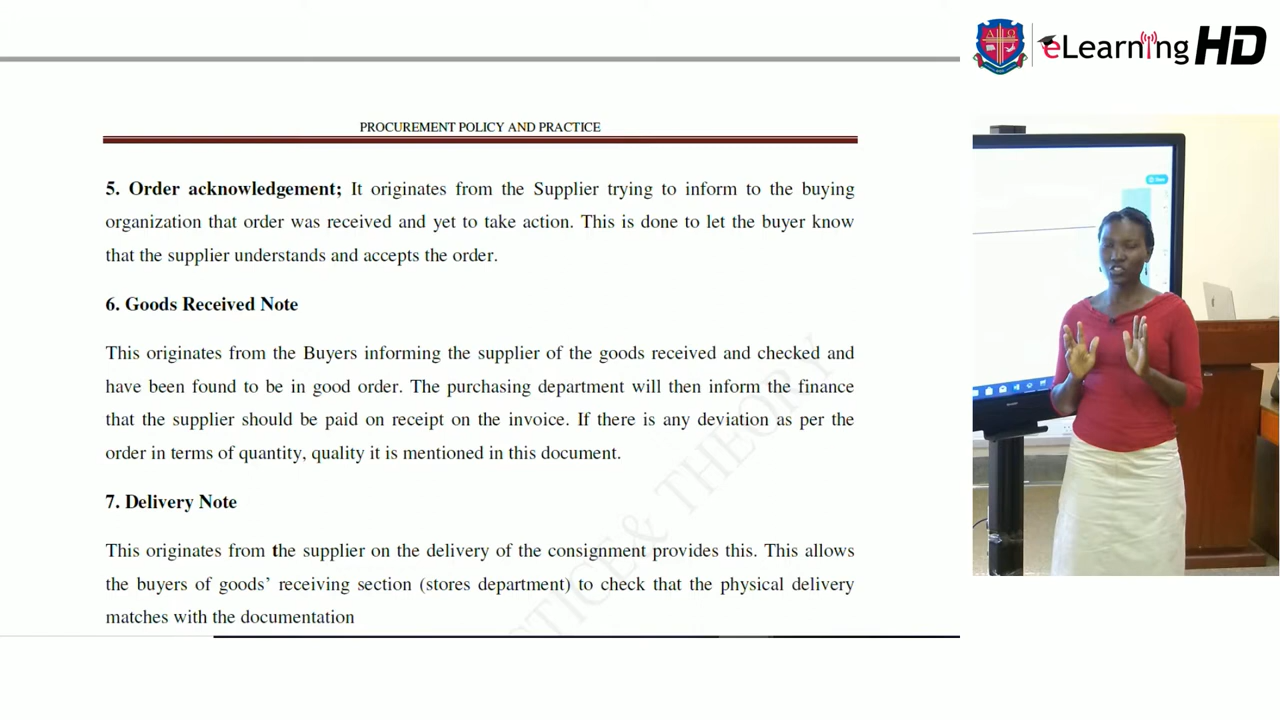 eLearning HD
PROCUREMENT POLICY AND PRACTICE
5. Order acknowledgement; It originates from the Supplier trying to inform to the buying
organization that order was received and yet to take action. This is done to let the buyer know
that the supplier understands and accepts the order.
6. Goods Received Note
This originates from the Buyers informing the supplier of the goods received and checked and
have been found to be in good order. The purchasing department will then inform the finance
that the supplier should be paid on receipt on the invoice. If there is any deviation as per the
order in terms of quantity, quality it is mentioned in this document.
7. Delivery Note
This originates from the supplier on the delivery of the consignment provides this. This allows
the buyers of goods’ receiving section (stores department) to check that the physical delivery
matches with the documentation
CTICE & THEORY